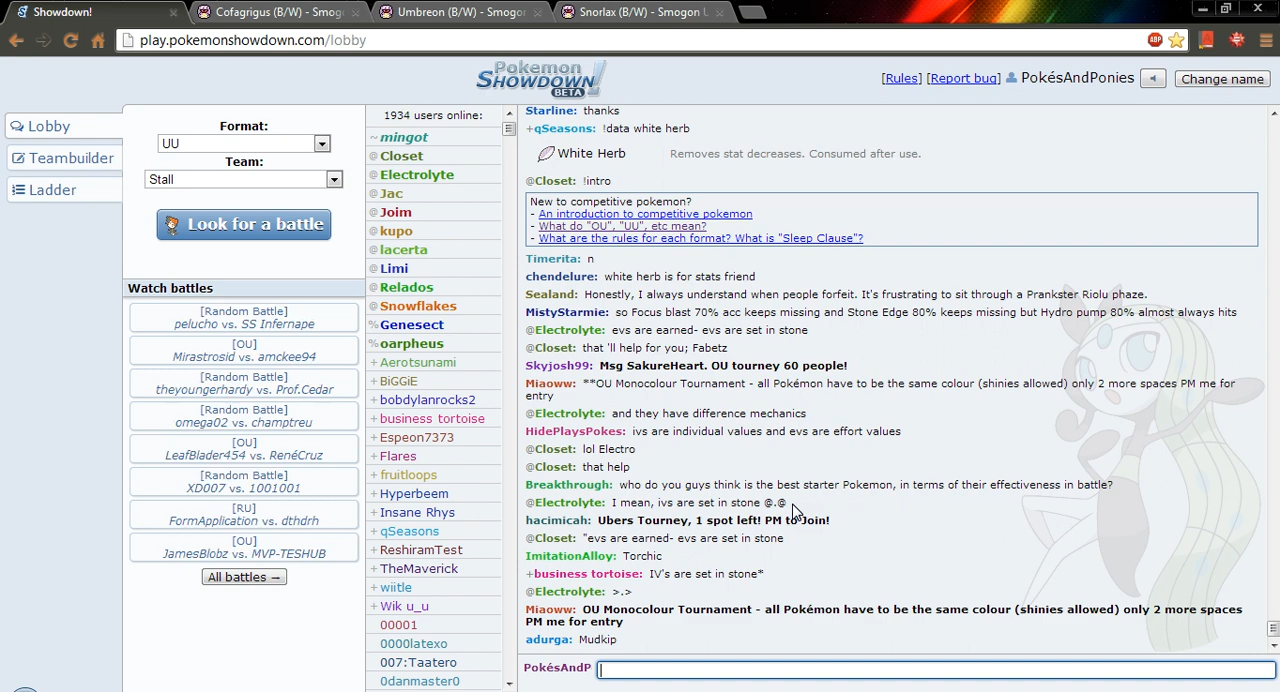 Showdown!
Cofagrigus (B/W) - Smogo
Umbreon (B/W) - Smogon
Snorlax (B/W) - Smogon U
play.pokemonshowdown.com/lobby
ABP
Pokemon
SHOWDOWN!
BETA
[Rules] [Report bug] PokésAndPonies
Change name
Lobby
Teambuilder
Ladder
Format:
UU
Team:
Stall
Look for a battle
Watch battles
[Random Battle]
pelucho vs. SS Infernape
[OU]
Mirastrosid vs. amckee94
[Random Battle]
theyoungerhardy vs. Prof.Cedar
[Random Battle]
omega02 vs. champtreu
[OU]
LeafBlader454 vs. RenéCruz
[Random Battle]
XD007 vs. 1001001
[RU]
FormApplication vs. dthdrh
[OU]
JamesBlobz vs. MVP-TESHUB
All battles →
1934 users online:
~ mingot
@ Closet
@ Electrolyte
@ Jac
@ Joim
@ kupo
@ lacerta
@ Limi
@ Relados
@ Snowflakes
% Genesect
% oarpheus
+ Aerotsunami
+ BiGGiE
+ bobdylanrocks2
+ business tortoise
+ Espeon7373
+ Flares
+ fruitloops
+ Hyperbeem
+ Insane Rhys
+ qSeasons
+ ReshiramTest
+ TheMaverick
+ wiitle
+ Wik u_u
00001
0000latexo
007:Taatero
0danmaster0
Starline: thanks
+qSeasons: !data white herb
White Herb Removes stat decreases. Consumed after use.
@Closet: !intro
New to competitive pokemon?
- An introduction to competitive pokemon
- What do "OU", "UU", etc mean?
- What are the rules for each format? What is "Sleep Clause"?
Timerita: n
chendelure: white herb is for stats friend
Sealand: Honestly, I always understand when people forfeit. It's frustrating to sit through a Prankster Riolu phaze.
MistyStarmie: so Focus blast 70% acc keeps missing and Stone Edge 80% keeps missing but Hydro pump 80% almost always hits
@Electrolyte: evs are earned- evs are set in stone
@Closet: that 'll help for you; Fabetz
Skyjosh99: Msg SakureHeart. OU tourney 60 people!
Miaoww: **OU Monocolour Tournament - all Pokémon have to be the same colour (shinies allowed) only 2 more spaces PM me for
entry
@Electrolyte: and they have difference mechanics
HidePlaysPokes: ivs are individual values and evs are effort values
@Closet: lol Electro
@Closet: that help
Breakthrough: who do you guys think is the best starter Pokemon, in terms of their effectiveness in battle?
@Electrolyte: I mean, ivs are set in stone @.@
hacimicah: Ubers Tourney, 1 spot left! PM to Join!
@Closet: "evs are earned- evs are set in stone
ImitationAlloy: Torchic
+business tortoise: IV's are set in stone*
@Electrolyte: >.>
Miaoww: OU Monocolour Tournament - all Pokémon have to be the same colour (shinies allowed) only 2 more spaces
PM me for entry
adurga: Mudkip
PokésAndP